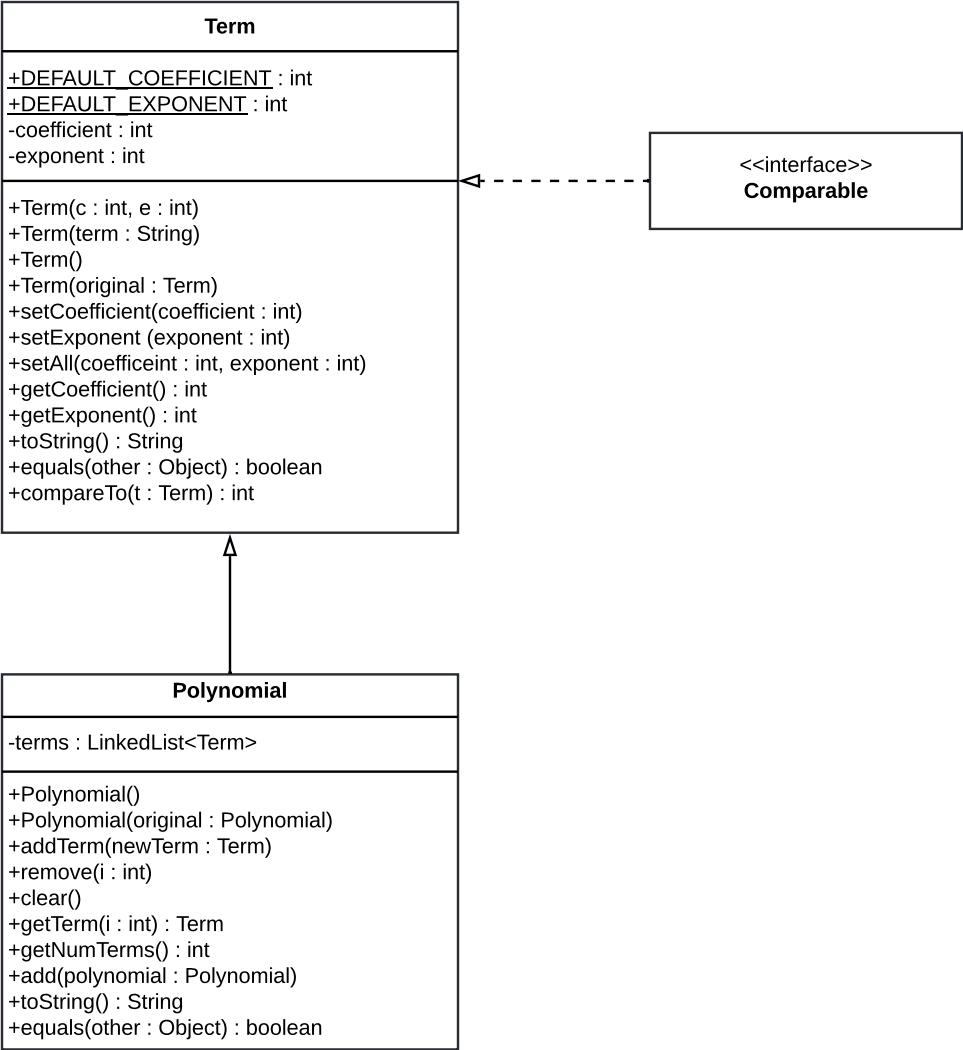 Term
+DEFAULT_COEFFICIENT : int
+DEFAULT_EXPONENT : int
-coefficient : int
-exponent : int
+Term(c : int, e : int)
+Term(term : String)
+Term()
+Term(original : Term)
+setCoefficient(coefficient : int)
+setExponent (exponent : int)
+setAll(coefficeint : int, exponent : int)
+getCoefficient() : int
+getExponent() : int
+toString() : String
+equals(other : Object) : boolean
+compareTo(t : Term) : int
<<interface>>
Comparable
Polynomial
-terms : LinkedList<Term>
+Polynomial()
+Polynomial(original : Polynomial)
+addTerm(newTerm : Term)
+remove(i : int)
+clear()
+getTerm(i : int) : Term
+getNumTerms() : int
+add(polynomial : Polynomial)
+toString() : String
+equals(other : Object) : boolean